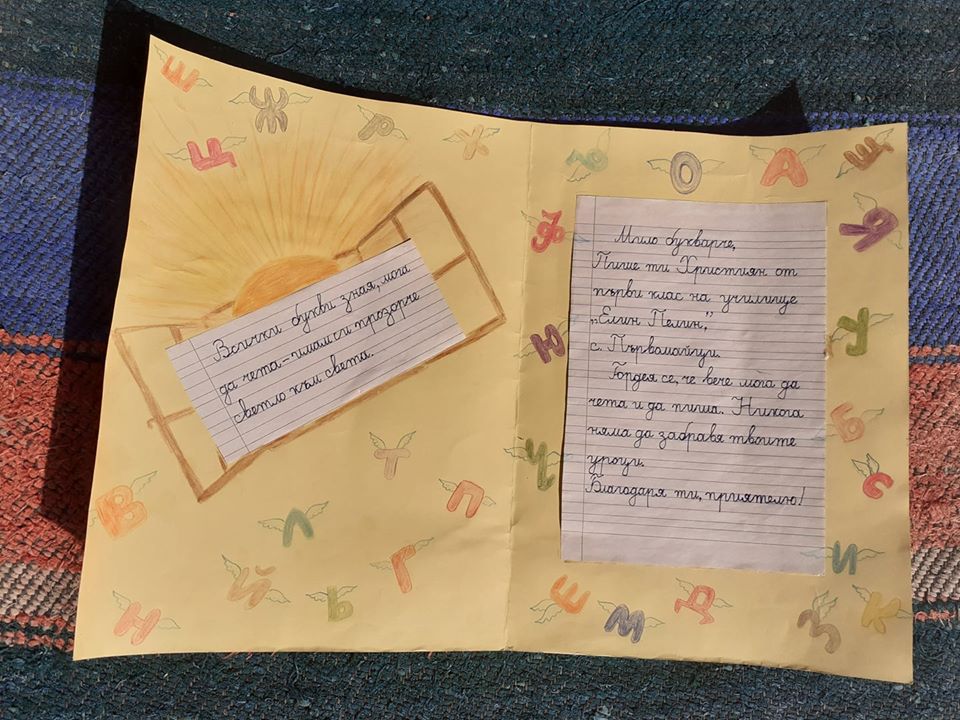 Всички букви зная, мога
да чета – имам си прозорче
светло към света.
Мило букварче,
Пише ти Християн от
първи клас на училище
„Елин Пелин",
с. Първомайци.
Гордея се, че вече мога да
чета и да пиша. Никога
няма да забравя твоите
уроци.
Благодаря ти, приятелю!
Ш
Ж
Р
Х
Ц
В
Л
Т
П
Н
Й
Ь
Г
О
А
Щ
Ф
Я
Ю
У
Ъ
Ч
С
И
Е
М
Д
З
К